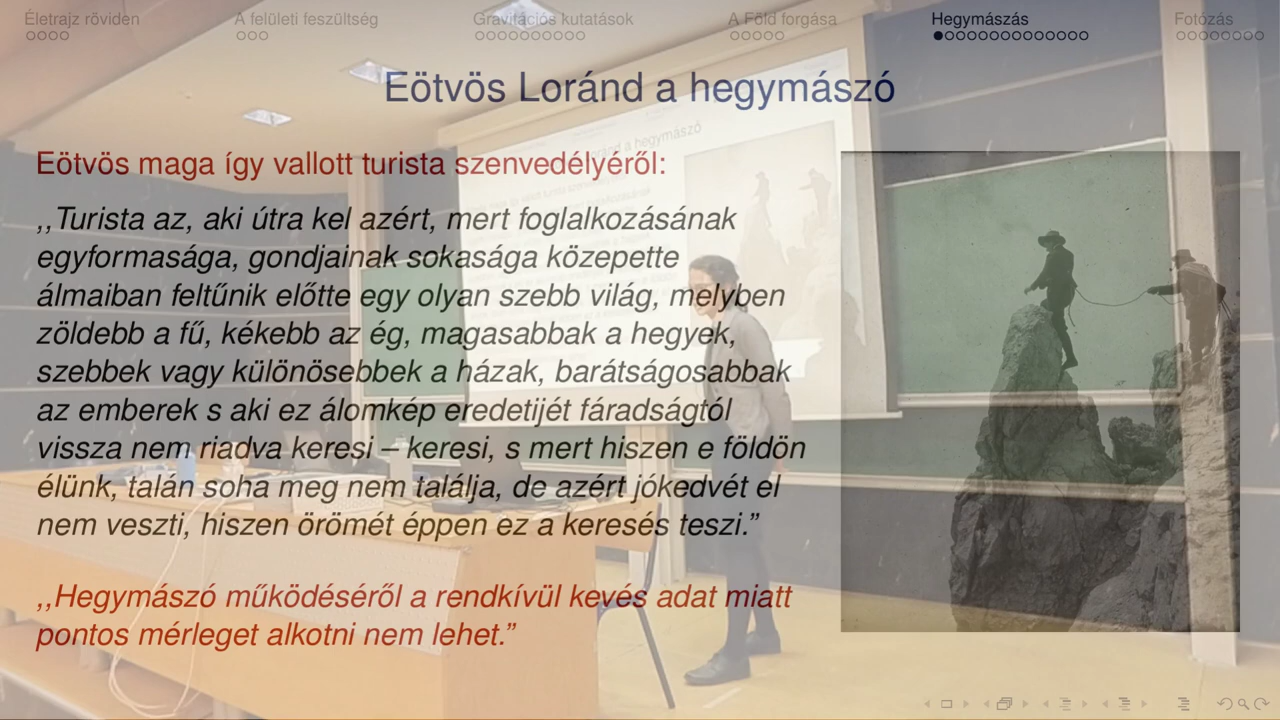 Életrajz röviden
A felületi feszültség
Gravitációs kutatások
A Föld forgása
Hegymászás
Fotózás
Eötvös Loránd a hegymászó
Eötvös maga így vallott turista szenvedélyéről:
,,Turista az, aki útra kel azért, mert foglalkozásának
egyformasága, gondjainak sokasága közepette
álmaiban feltűnik előtte egy olyan szebb világ, melyben
zöldebb a fű, kékebb az ég, magasabbak a hegyek,
szebbek vagy különösebbek a házak, barátságosabbak
az emberek s aki ez álomkép eredetijét fáradságtól
vissza nem riadva keresi – keresi, s mert hiszen e földön
élünk, talán soha meg nem találja, de azért jókedvét el
nem veszti, hiszen örömét éppen ez a keresés teszi.”
,,Hegymászó működéséről a rendkívül kevés adat miatt
pontos mérleget alkotni nem lehet.”